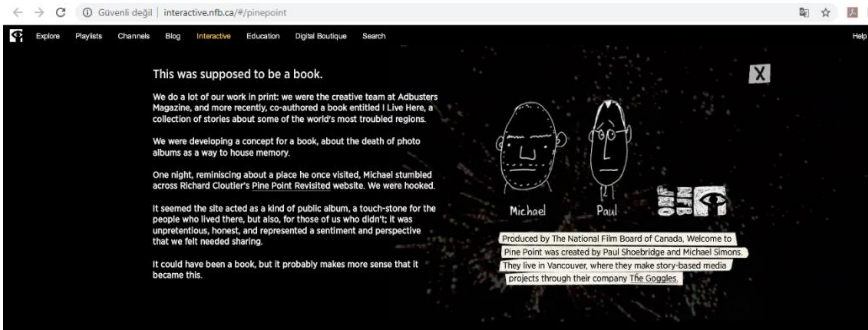 Güvenli değil | interactive.nfb.ca/#/pinepoint
Explore Playlists Channels Blog Interactive Education Digital Boutique Search Help
This was supposed to be a book.
We do a lot of our work in print: we were the creative team at Adbusters
Magazine, and more recently, co-authored a book entitled I Live Here, a
collection of stories about some of the world's most troubled regions.
We were developing a concept for a book, about the death of photo
albums as a way to house memory.
One night, reminiscing about a place he once visited, Michael stumbled
across Richard Cloutier's Pine Point Revisited website. We were hooked.
It seemed the site acted as a kind of public album, a touch-stone for the
people who lived there, but also, for those of us who didn't; it was
unpretentious, honest, and represented a sentiment and perspective
that we felt needed sharing.
It could have been a book, but it probably makes more sense that it
became this.
X
Michael Paul
NFB
ONF
Produced by The National Film Board of Canada, Welcome to
Pine Point was created by Paul Shoebridge and Michael Simons.
They live in Vancouver, where they make story-based media
projects through their company The Goggles.